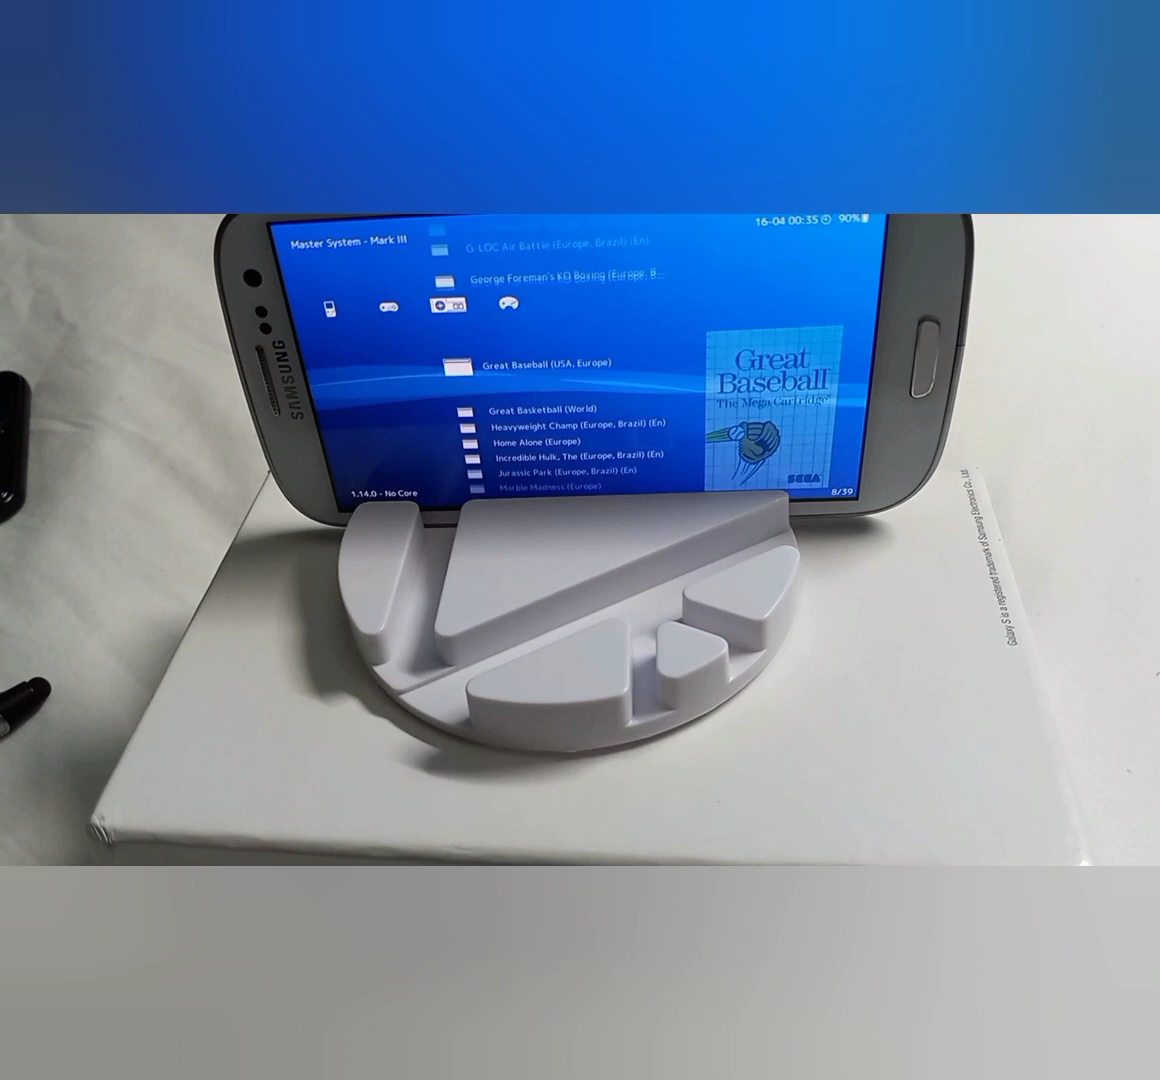 16-04 00:35 90%
Master System - Mark III
G-LOC Air Battle (Europe, Brazil) (En)
George Foreman's KO Boxing (Europe, B...
Great Baseball (USA, Europe)
Great Basketball (World)
Heavyweight Champ (Europe, Brazil) (En)
Home Alone (Europe)
Incredible Hulk, The (Europe, Brazil) (En)
Jurassic Park (Europe, Brazil) (En)
Marble Madness (Europe)
1.14.0 - No Core
8/39
Great
Baseball
The Mega Cartridge
SEGA
SAMSUNG
Galaxy S is a registered trademark of Samsung Electronics Co., Ltd.